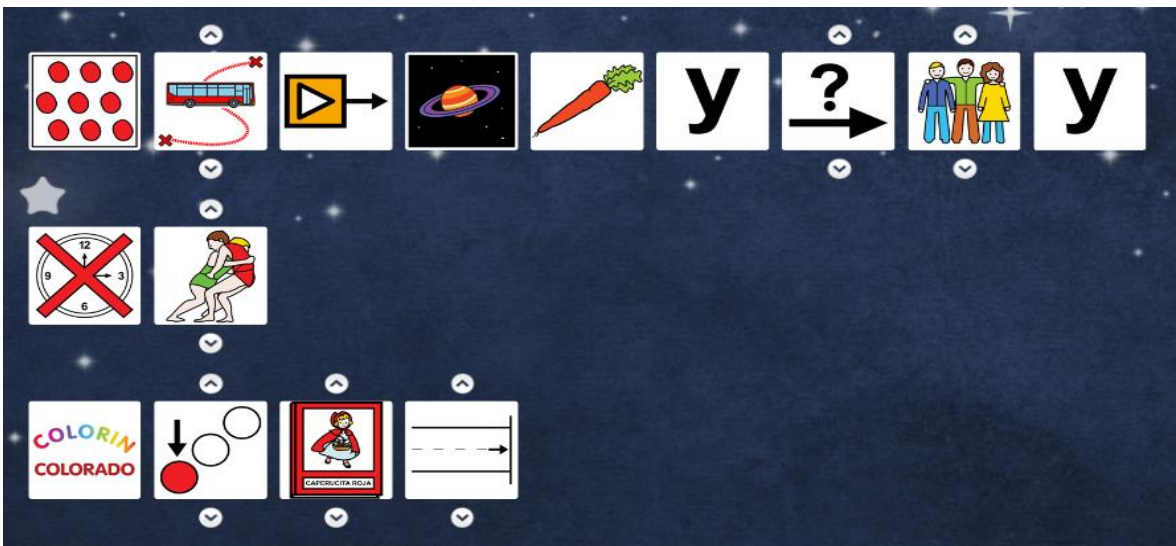 y ? y
12 3 6 9
COLORIN
COLORADO
CAPERUCITA ROJA